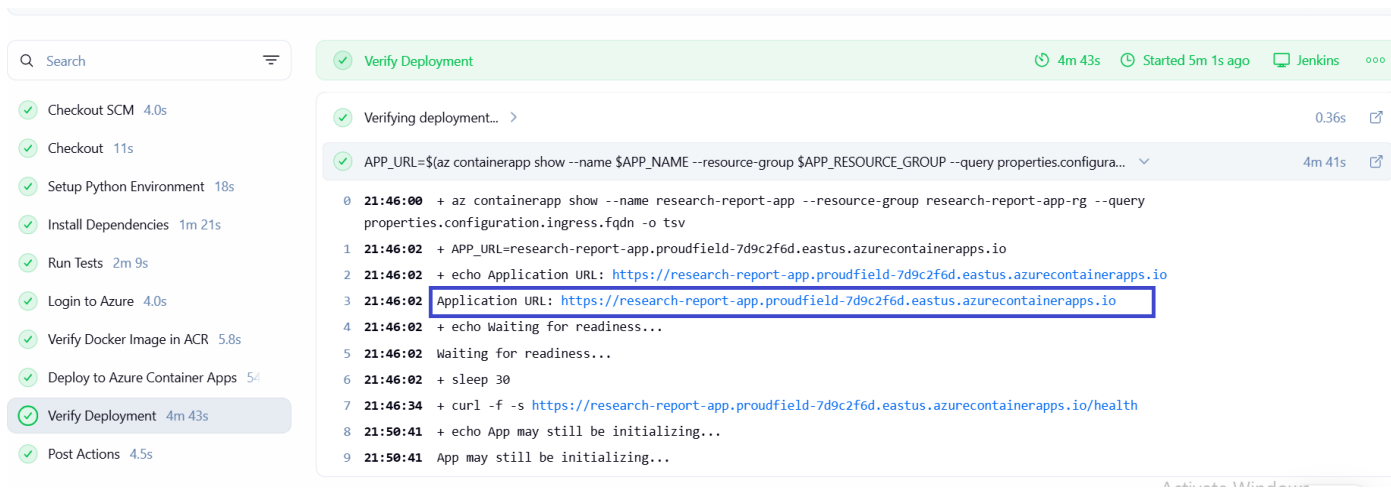 Search
Checkout SCM 4.0s
Checkout 11s
Setup Python Environment 18s
Install Dependencies 1m 21s
Run Tests 2m 9s
Login to Azure 4.0s
Verify Docker Image in ACR 5.8s
Deploy to Azure Container Apps 54
Verify Deployment 4m 43s
Post Actions 4.5s
Verify Deployment 4m 43s Started 5m 1s ago Jenkins
Verifying deployment... 0.36s
APP_URL=$(az containerapp show --name $APP_NAME --resource-group $APP_RESOURCE_GROUP --query properties.configura... 4m 41s
0 21:46:00 + az containerapp show --name research-report-app --resource-group research-report-app-rg --query
properties.configuration.ingress.fqdn -o tsv
1 21:46:02 + APP_URL=research-report-app.proudfield-7d9c2f6d.eastus.azurecontainerapps.io
2 21:46:02 + echo Application URL: https://research-report-app.proudfield-7d9c2f6d.eastus.azurecontainerapps.io
3 21:46:02 Application URL: https://research-report-app.proudfield-7d9c2f6d.eastus.azurecontainerapps.io
4 21:46:02 + echo Waiting for readiness...
5 21:46:02 Waiting for readiness...
6 21:46:02 + sleep 30
7 21:46:34 + curl -f -s https://research-report-app.proudfield-7d9c2f6d.eastus.azurecontainerapps.io/health
8 21:50:41 + echo App may still be initializing...
9 21:50:41 App may still be initializing...
Activate Windows